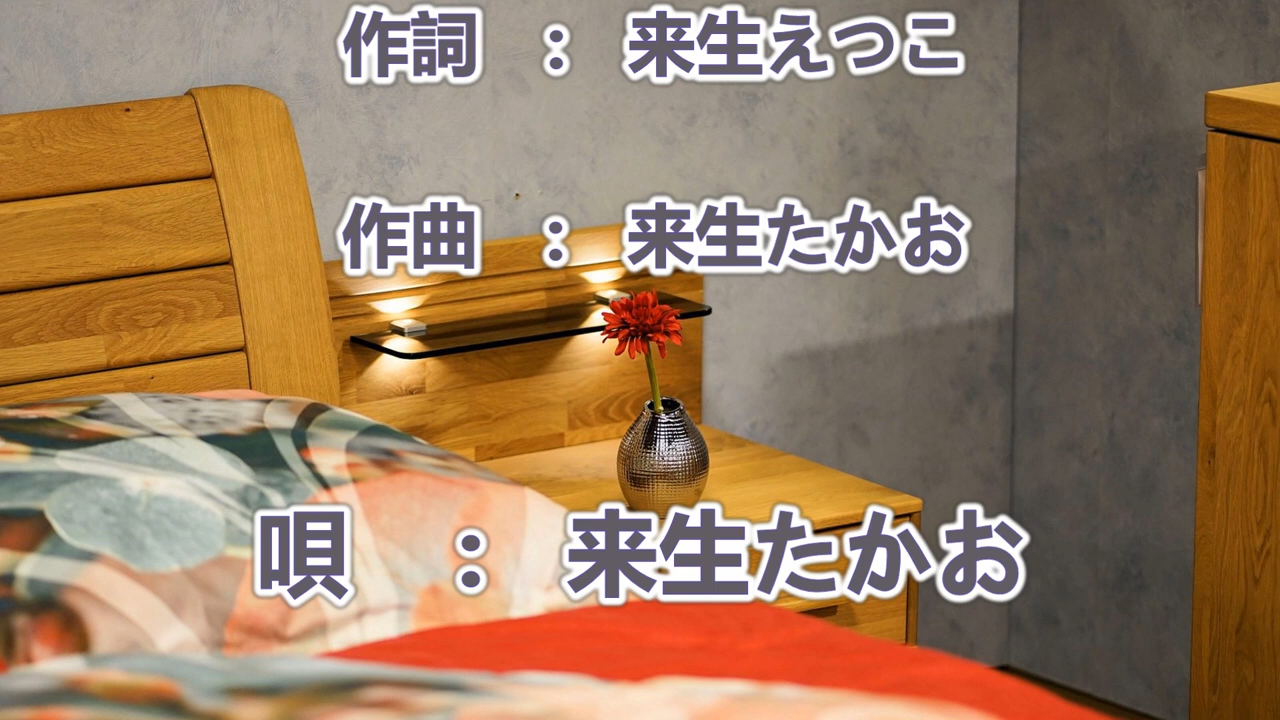 作詞　：　来生えつこ
作曲　：　来生たかお
唄　：　来生たかお